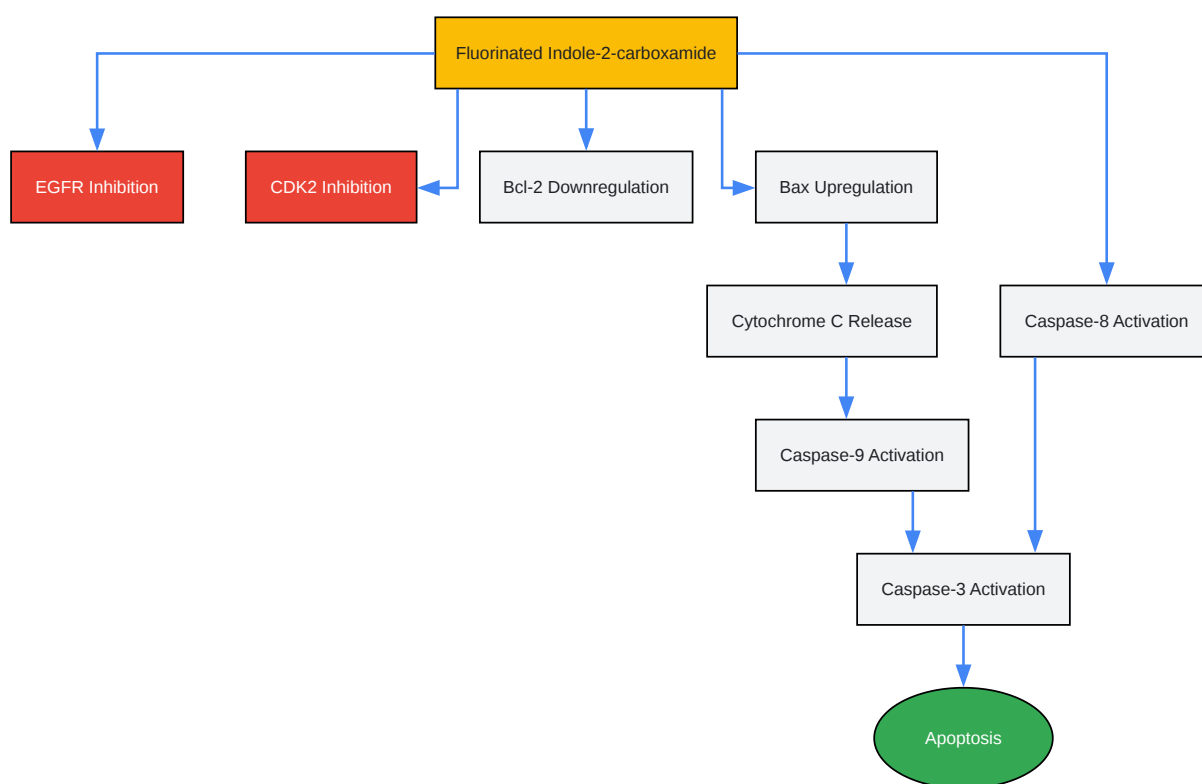 Fluorinated Indole-2-carboxamide
EGFR Inhibition
CDK2 Inhibition
Bcl-2 Downregulation
Bax Upregulation
Cytochrome C Release
Caspase-8 Activation
Caspase-9 Activation
Caspase-3 Activation
Apoptosis